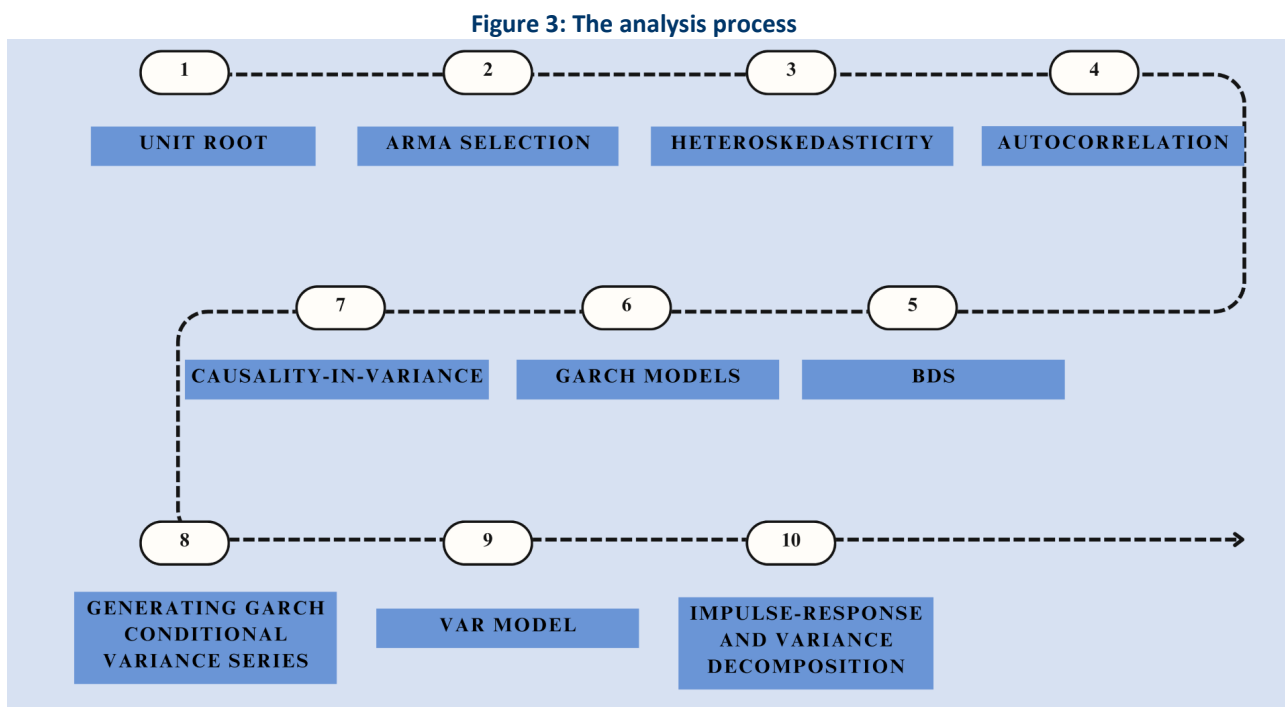 Figure 3: The analysis process
1
2
3
4
UNIT ROOT
ARMA SELECTION
HETEROSKEDASTICITY
AUTOCORRELATION
7
6
5
CAUSALITY-IN-VARIANCE
GARCH MODELS
BDS
8
9
10
GENERATING GARCH
CONDITIONAL
VARIANCE SERIES
VAR MODEL
IMPULSE-RESPONSE
AND VARIANCE
DECOMPOSITION